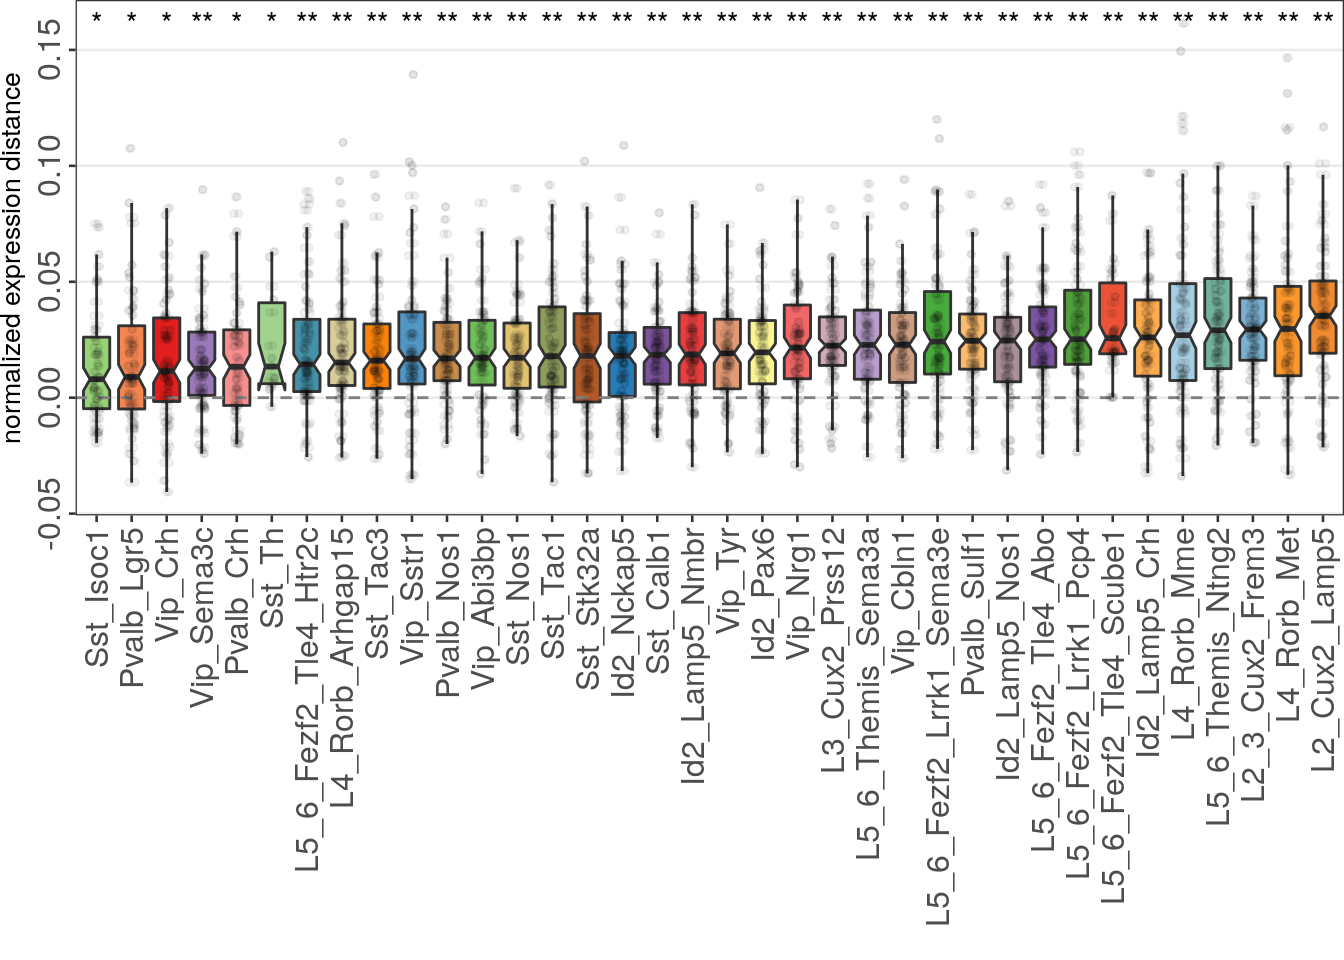 * * * ** * * ** ** ** ** ** ** ** ** ** ** ** ** ** ** ** ** ** ** ** ** ** ** ** ** ** ** ** ** ** **
normalized expression distance
0.15
0.10
0.05
0.00
-0.05
Sst_Isoc1
Pvalb_Lgr5
Vip_Crh
Vip_Sema3c
Pvalb_Crh
Sst_Th
L5_6_Fezf2_Tle4_Htr2c
L4_Rorb_Arhgap15
Sst_Tac3
Vip_Sstr1
Pvalb_Nos1
Vip_Abi3bp
Sst_Nos1
Sst_Tac1
Sst_Stk32a
Id2_Nckap5
Sst_Calb1
Id2_Lamp5_Nmbr
Vip_Tyr
Id2_Pax6
Vip_Nrg1
L3_Cux2_Prss12
L5_6_Themis_Sema3a
Vip_Cbln1
L5_6_Fezf2_Lrrk1_Sema3e
Pvalb_Sulf1
Id2_Lamp5_Nos1
L5_6_Fezf2_Tle4_Abo
L5_6_Fezf2_Lrrk1_Pcp4
L5_6_Fezf2_Tle4_Scube1
Id2_Lamp5_Crh
L4_Rorb_Mme
L5_6_Themis_Ntng2
L2_3_Cux2_Frem3
L4_Rorb_Met
L2_Cux2_Lamp5